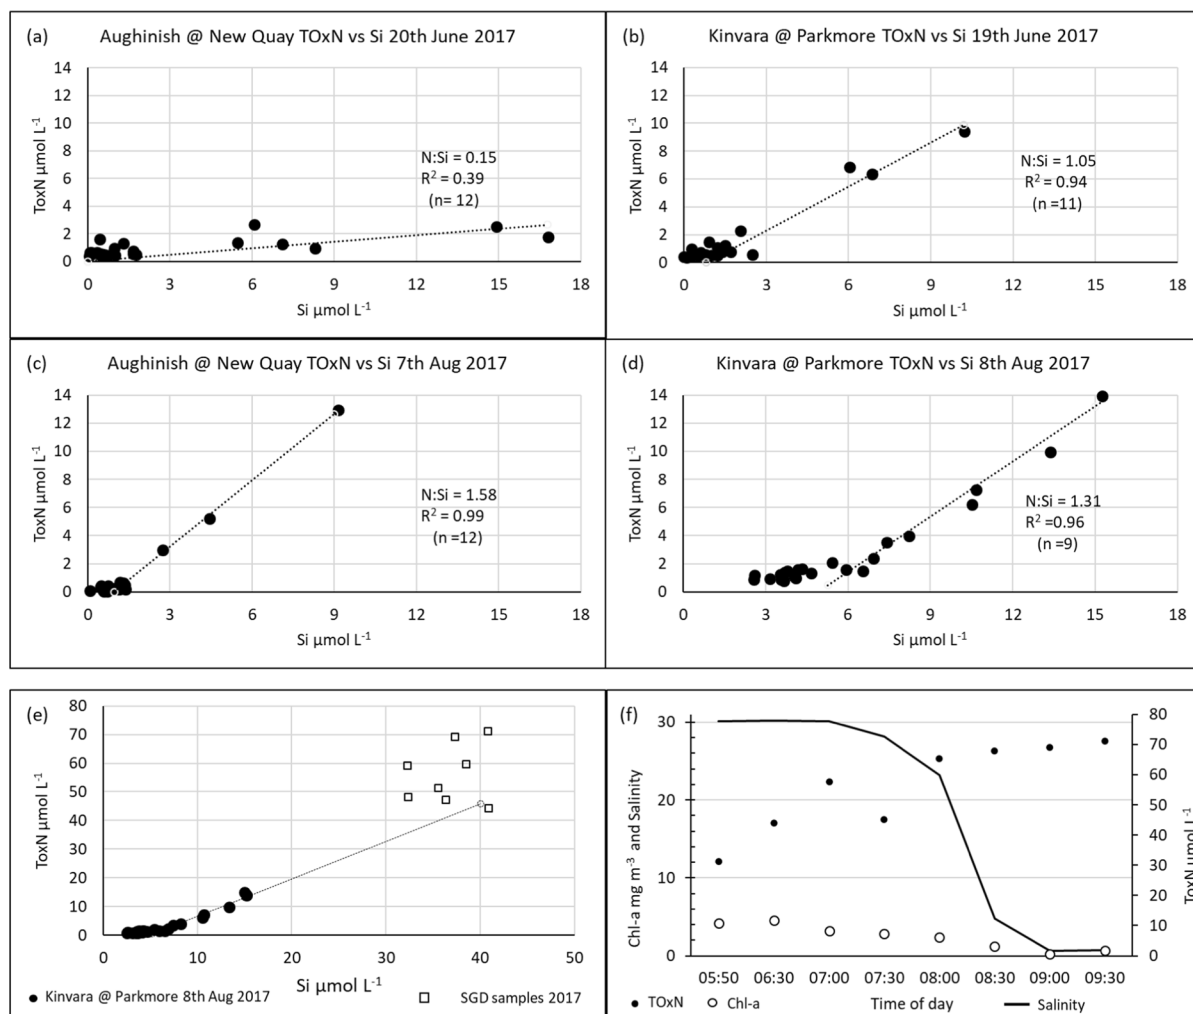 (a) Aughinish @ New Quay TOxN vs Si 20th June 2017
14
12
10
8
6
4
2
0
ToxN µmol L-1
N:Si = 0.15
R2 = 0.39
(n= 12)
0 3 6 9 12 15 18
Si µmol L-1
(b) Kinvara @ Parkmore TOxN vs Si 19th June 2017
14
12
10
8
6
4
2
0
ToxN µmol L-1
N:Si = 1.05
R2 = 0.94
(n =11)
0 3 6 9 12 15 18
Si µmol L-1
(c) Aughinish @ New Quay TOxN vs Si 7th Aug 2017
14
12
10
8
6
4
2
0
ToxN µmol L-1
N:Si = 1.58
R2 = 0.99
(n =12)
0 3 6 9 12 15 18
Si µmol L-1
(d) Kinvara @ Parkmore TOxN vs Si 8th Aug 2017
14
12
10
8
6
4
2
0
ToxN µmol L-1
N:Si = 1.31
R2 =0.96
(n =9)
0 3 6 9 12 15 18
Si µmol L-1
(e)
80
70
60
50
40
30
20
10
0
ToxN µmol L-1
0 10 20 30 40 50
Si µmol L-1
Kinvara @ Parkmore 8th Aug 2017
SGD samples 2017
(f)
30
20
10
0
Chl-a mg m-3 and Salinity
80
70
60
50
40
30
20
10
0
ToxN µmol L-1
05:50 06:30 07:00 07:30 08:00 08:30 09:00 09:30
TOxN Chl-a Time of day Salinity